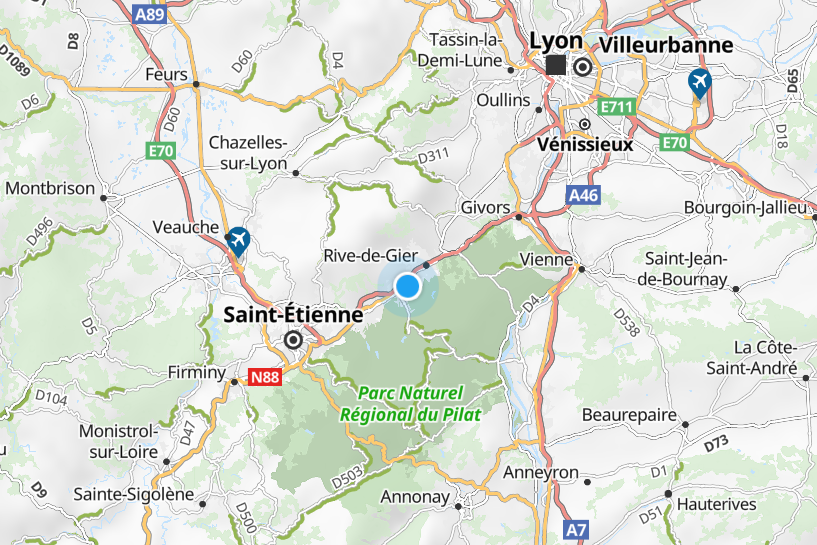 A89
D8
D1089
D60
D4
Tassin-la-
Demi-Lune
Lyon
Villeurbanne
D65
Feurs
D6
D60
Oullins
E711
D18
Chazelles-
sur-Lyon
E70
D311
Vénissieux
E70
Montbrison
A46
Givors
Bourgoin-Jallieu
D496
Veauche
Rive-de-Gier
Vienne
Saint-Jean-
de-Bournay
D4
D538
Saint-Étienne
D5
La Côte-
Saint-André
Firminy
N88
D104
Parc Naturel
Régional du Pilat
Beaurepaire
Monistrol-
sur-Loire
D47
D73
D503
Anneyron
D1
D9
Sainte-Sigolène
Annonay
Hauterives
D500
D51
A7